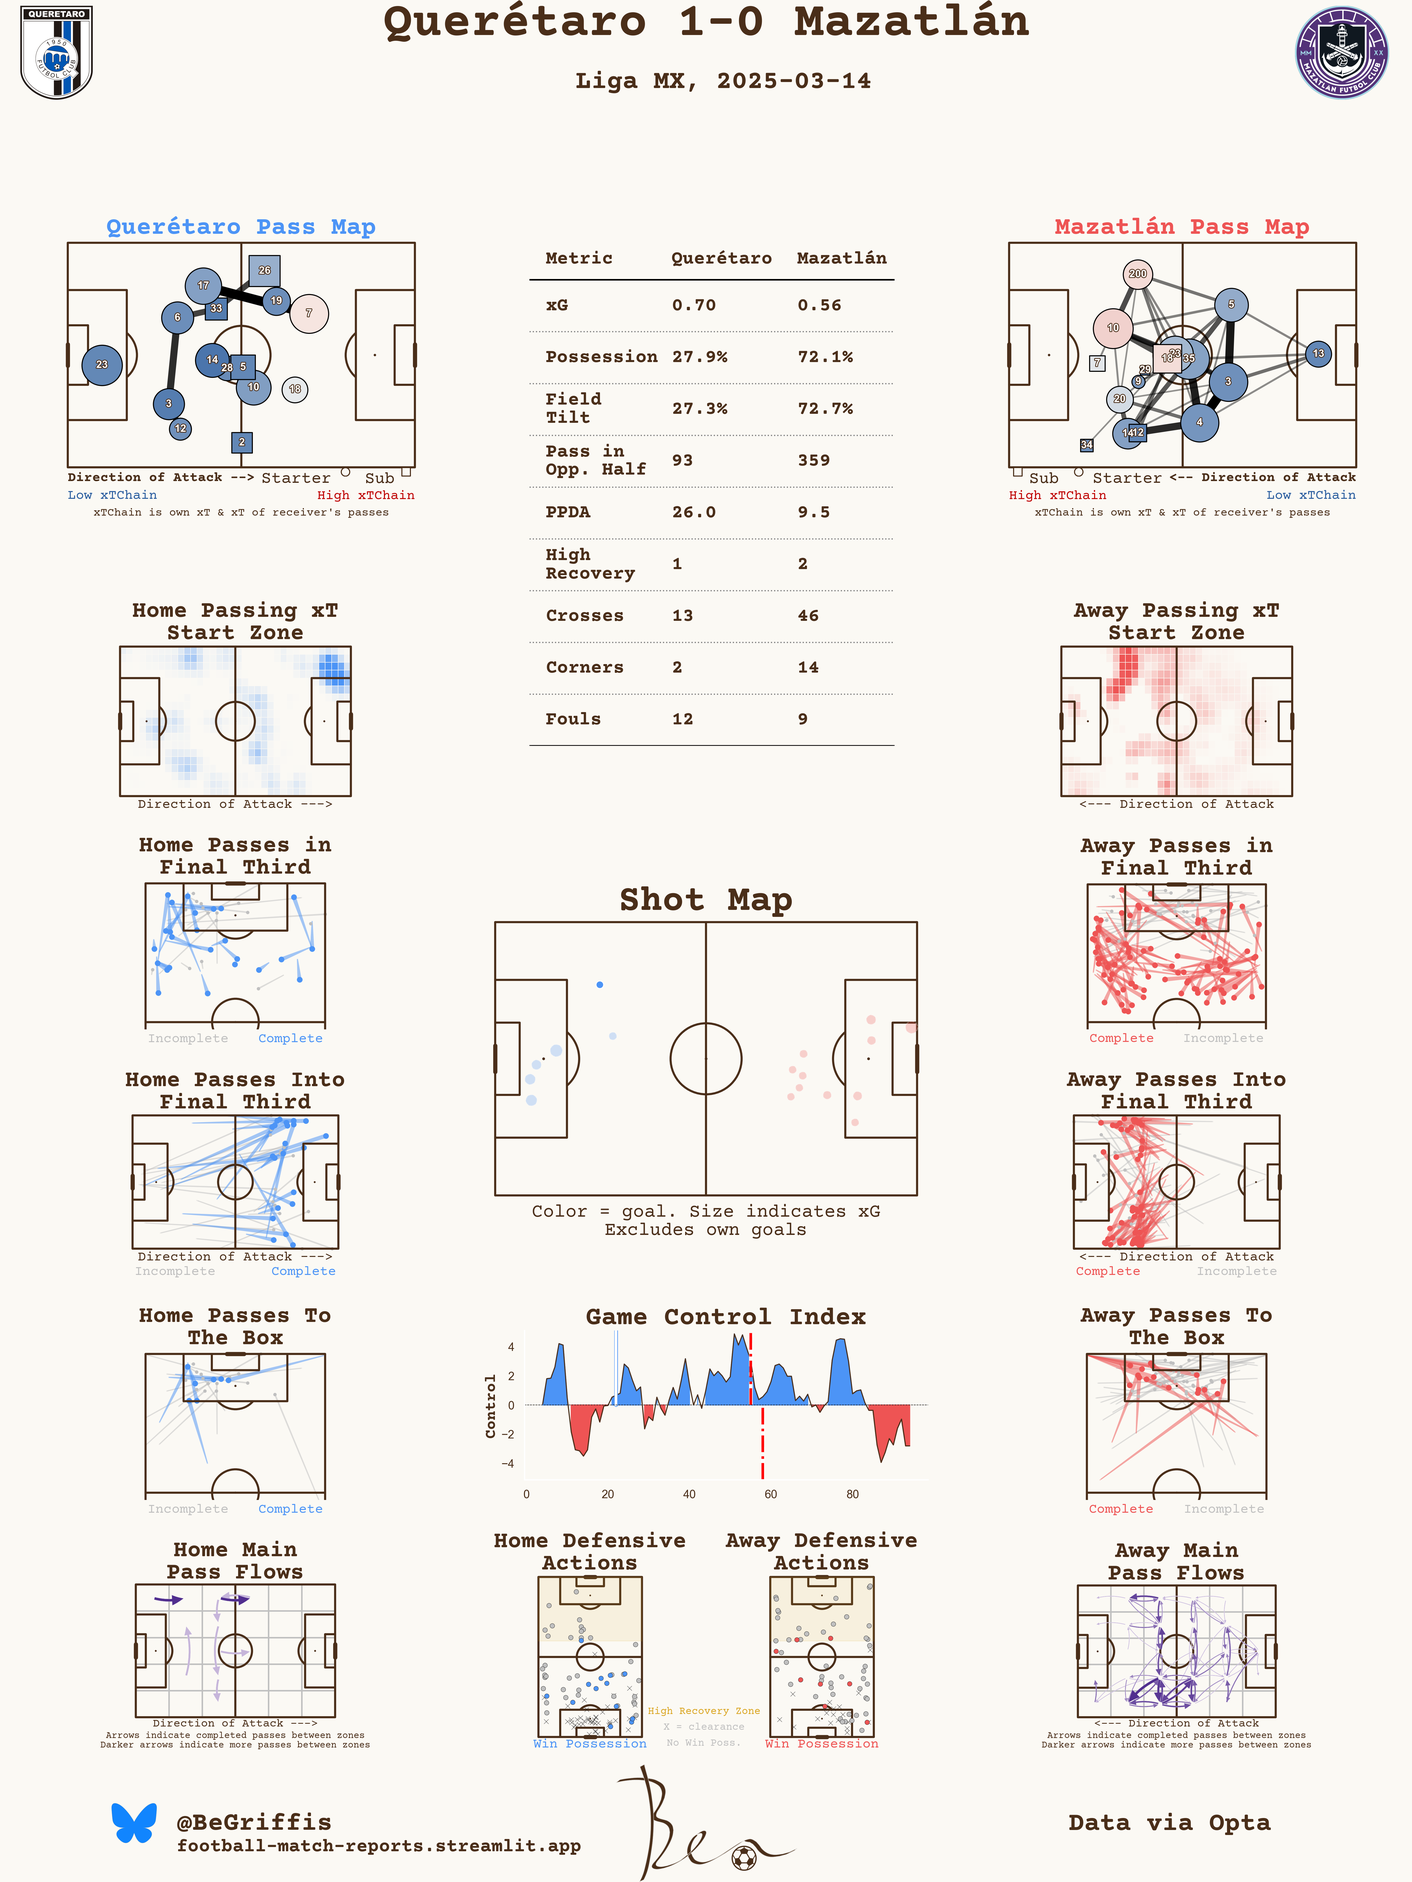 Querétaro 1-0 Mazatlán
Liga MX, 2025-03-14
QUERETARO
1950
FUTBOL CLUB
MM XX
MAZATLÁN FUTBOL CLUB
Querétaro Pass Map
26
17
19
33
7
6
14
28
5
23
10
18
3
12
2
Direction of Attack --> Starter Sub
Low xTChain High xTChain
xTChain is own xT & xT of receiver's passes
Metric Querétaro Mazatlán
xG 0.70 0.56
Possession 27.9% 72.1%
Field
Tilt 27.3% 72.7%
Pass in
Opp. Half 93 359
PPDA 26.0 9.5
High
Recovery 1 2
Crosses 13 46
Corners 2 14
Fouls 12 9
Mazatlán Pass Map
200
5
10
23
18
35
13
7
29
9
3
20
4
14
12
34
Sub Starter <-- Direction of Attack
High xTChain Low xTChain
xTChain is own xT & xT of receiver's passes
Home Passing xT
Start Zone
Direction of Attack --->
Away Passing xT
Start Zone
<--- Direction of Attack
Home Passes in
Final Third
Incomplete Complete
Away Passes in
Final Third
Complete Incomplete
Shot Map
Color = goal. Size indicates xG
Excludes own goals
Home Passes Into
Final Third
Direction of Attack --->
Incomplete Complete
Away Passes Into
Final Third
<--- Direction of Attack
Complete Incomplete
Home Passes To
The Box
Incomplete Complete
Game Control Index
Control
4
2
0
−2
−4
0 20 40 60 80
Away Passes To
The Box
Complete Incomplete
Home Main
Pass Flows
Direction of Attack --->
Arrows indicate completed passes between zones
Darker arrows indicate more passes between zones
Home Defensive
Actions
Win Possession
Away Defensive
Actions
Win Possession
High Recovery Zone
X = clearance
No Win Poss.
Away Main
Pass Flows
<--- Direction of Attack
Arrows indicate completed passes between zones
Darker arrows indicate more passes between zones
@BeGriffis
football-match-reports.streamlit.app
Ben
Data via Opta